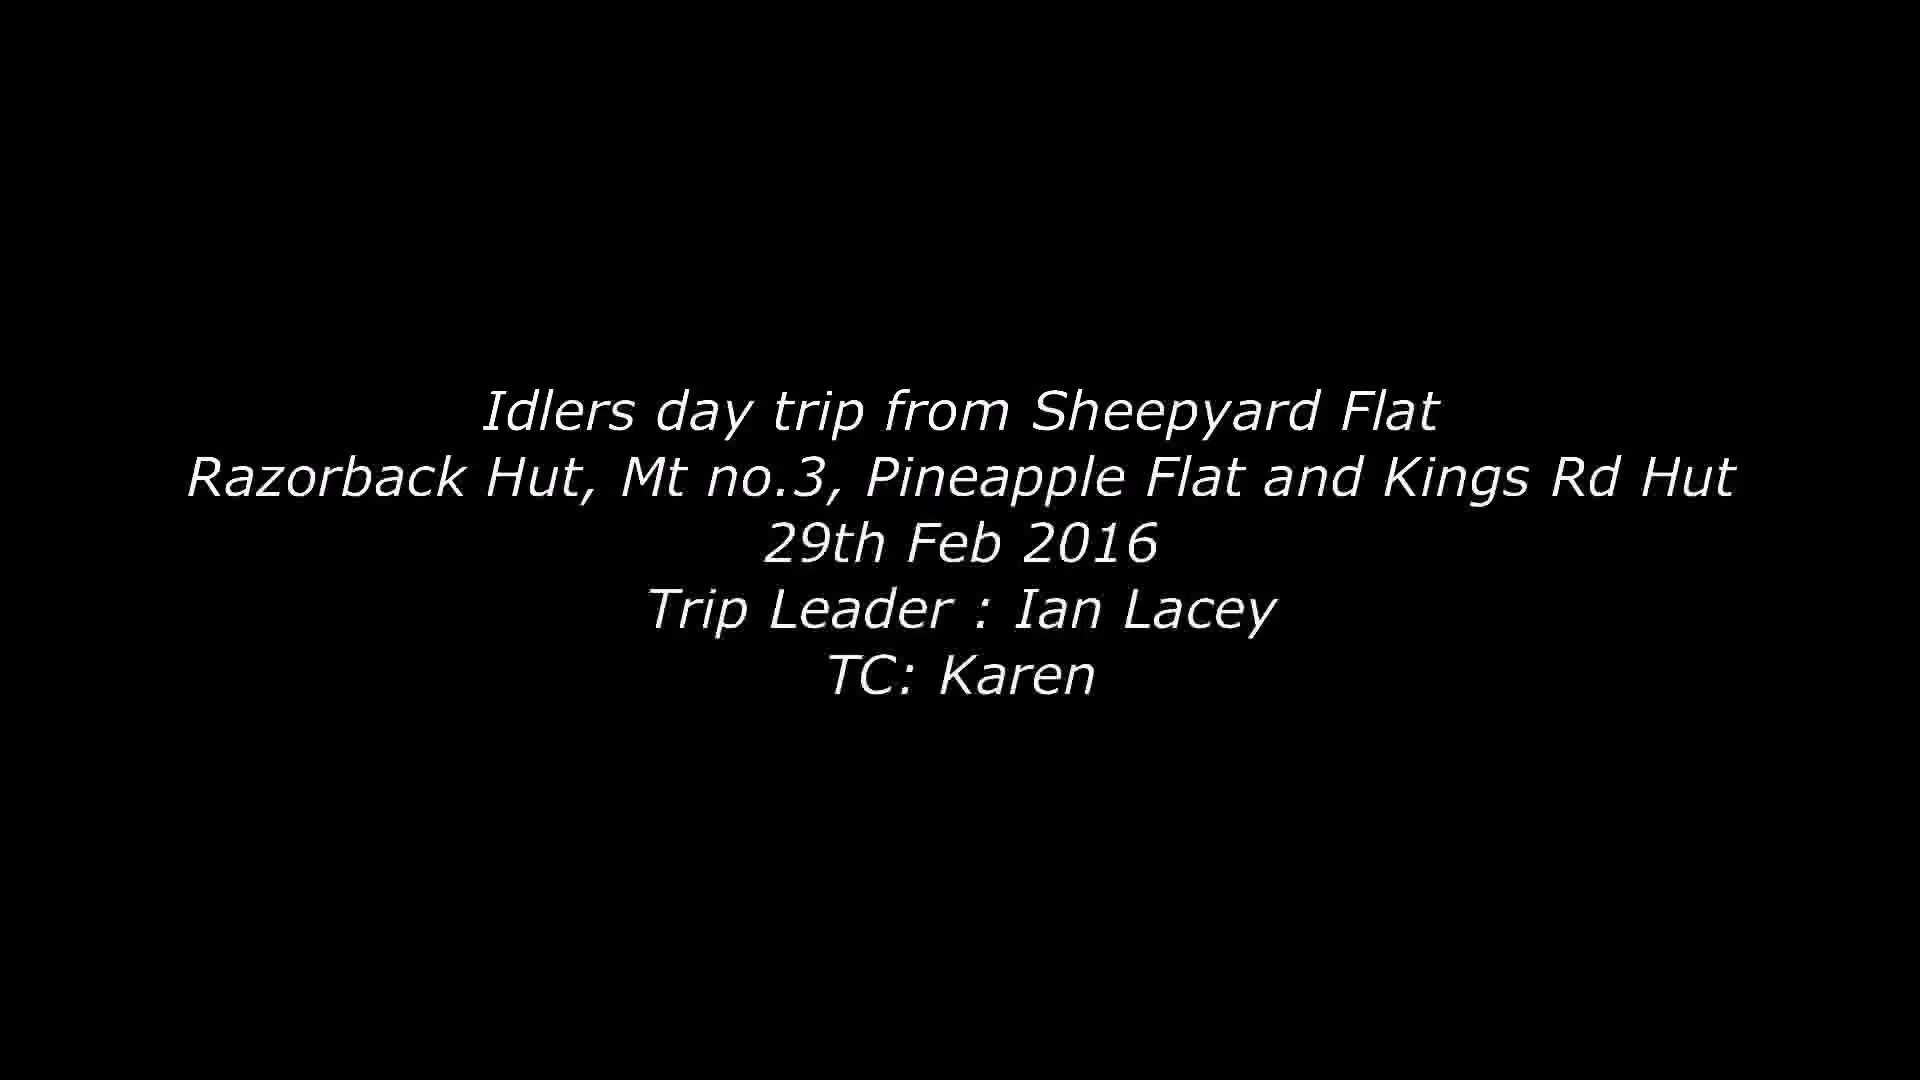 Idlers day trip from Sheepyard Flat
Razorback Hut, Mt no.3, Pineapple Flat and Kings Rd Hut
29th Feb 2016
Trip Leader : Ian Lacey
TC: Karen